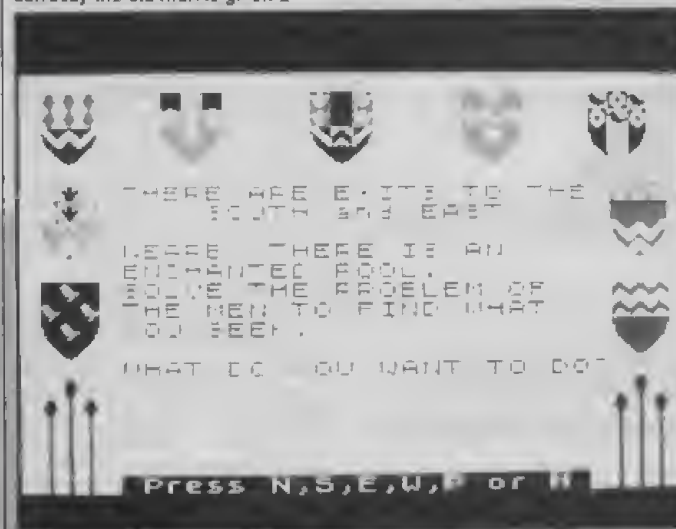 THERE ARE EXITS TO THE
SOUTH AND EAST
THERE IS AN
ENCHANTED POOL.
SOLVE THE PROBLEM OF
THE MEN TO FIND WHAT
YOU SEEK.
WHAT DO YOU WANT TO DO?
Press N,S,E,W, or